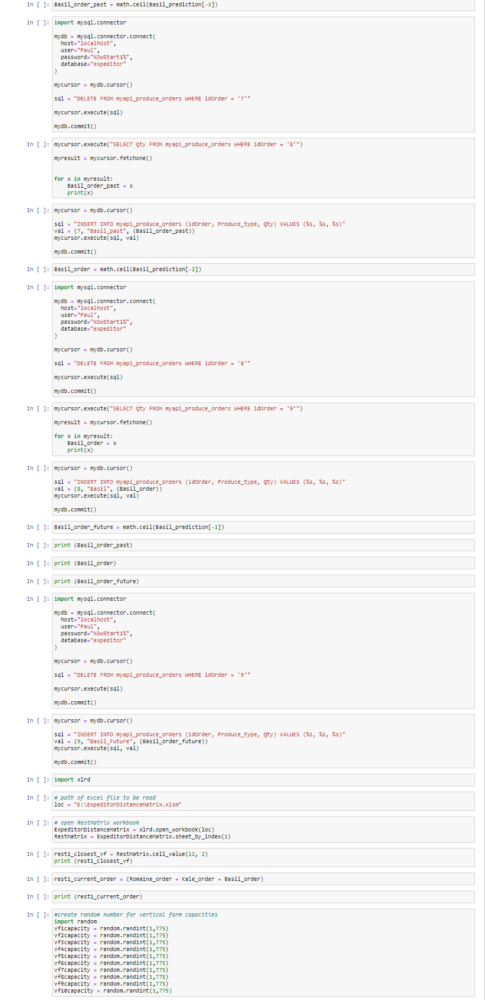 In [ ]: Basil_order_past = math.ceil(Basil_prediction[-3])
In [ ]: import mysql.connector
mydb = mysql.connector.connect(
host="localhost",
user="Paul",
password="N3w5tart1%",
database="expeditor"
)
mycursor = mydb.cursor()
sql = "DELETE FROM myapi_produce_orders WHERE idOrder = '7'"
mycursor.execute(sql)
mydb.commit()
In [ ]: mycursor.execute("SELECT Qty FROM myapi_produce_orders WHERE idOrder = '8'")
myresult = mycursor.fetchone()
for x in myresult:
Basil_order_past = x
print(x)
In [ ]: mycursor = mydb.cursor()
sql = "INSERT INTO myapi_produce_orders (idOrder, Produce_type, Qty) VALUES (%s, %s, %s)"
val = (7, "Basil_past", (Basil_order_past))
mycursor.execute(sql, val)
mydb.commit()
In [ ]: Basil_order = math.ceil(Basil_prediction[-2])
In [ ]: import mysql.connector
mydb = mysql.connector.connect(
host="localhost",
user="Paul",
password="N3w5tart1%",
database="expeditor"
)
mycursor = mydb.cursor()
sql = "DELETE FROM myapi_produce_orders WHERE idOrder = '8'"
mycursor.execute(sql)
mydb.commit()
In [ ]: mycursor.execute("SELECT Qty FROM myapi_produce_orders WHERE idOrder = '9'")
myresult = mycursor.fetchone()
for x in myresult:
Basil_order = x
print(x)
In [ ]: mycursor = mydb.cursor()
sql = "INSERT INTO myapi_produce_orders (idOrder, Produce_type, Qty) VALUES (%s, %s, %s)"
val = (8, "Basil", (Basil_order))
mycursor.execute(sql, val)
mydb.commit()
In [ ]: Basil_order_future = math.ceil(Basil_prediction[-1])
In [ ]: print (Basil_order_past)
In [ ]: print (Basil_order)
In [ ]: print (Basil_order_future)
In [ ]: import mysql.connector
mydb = mysql.connector.connect(
host="localhost",
user="Paul",
password="N3w5tart1%",
database="expeditor"
)
mycursor = mydb.cursor()
sql = "DELETE FROM myapi_produce_orders WHERE idOrder = '9'"
mycursor.execute(sql)
mydb.commit()
In [ ]: mycursor = mydb.cursor()
sql = "INSERT INTO myapi_produce_orders (idOrder, Produce_type, Qty) VALUES (%s, %s, %s)"
val = (9, "Basil_Future", (Basil_order_future))
mycursor.execute(sql, val)
mydb.commit()
In [ ]: import xlrd
In [ ]: # path of excel file to be read
loc = "E:\ExpeditorDistanceMatrix.xlsm"
In [ ]: # open RestMatrix workbook
ExpeditorDistanceMatrix = xlrd.open_workbook(loc)
RestMatrix = ExpeditorDistanceMatrix.sheet_by_index(1)
In [ ]: rest1_closest_vf = RestMatrix.cell_value(12, 2)
print (rest1_closest_vf)
In [ ]: rest1_current_order = (Romaine_order + Kale_order + Basil_order)
In [ ]: print (rest1_current_order)
In [ ]: #create random number for vertical farm capacities
import random
vf1capacity = random.randint(1,775)
vf2capacity = random.randint(1,775)
vf3capacity = random.randint(1,775)
vf4capacity = random.randint(1,775)
vf5capacity = random.randint(1,775)
vf6capacity = random.randint(1,775)
vf7capacity = random.randint(1,775)
vf8capacity = random.randint(1,775)
vf9capacity = random.randint(1,775)
vf10capacity = random.randint(1,775)